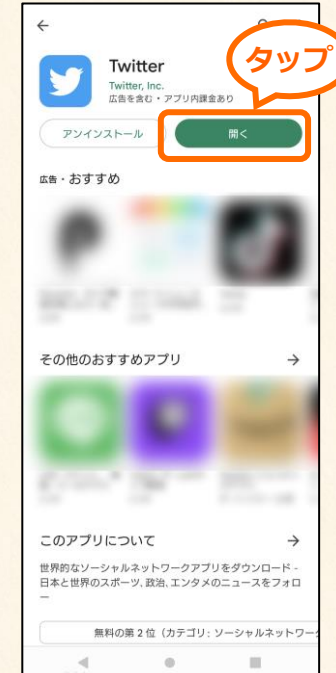 Twitter
Twitter, Inc.
広告を含む・アプリ内課金あり
タップ
アンインストール
開く
広告・おすすめ
その他のおすすめアプリ
このアプリについて
世界的なソーシャルネットワークアプリをダウンロード -
日本と世界のスポーツ、政治、エンタメのニュースをフォロ
ー
無料の第 2 位（カテゴリ: ソーシャルネットワーク